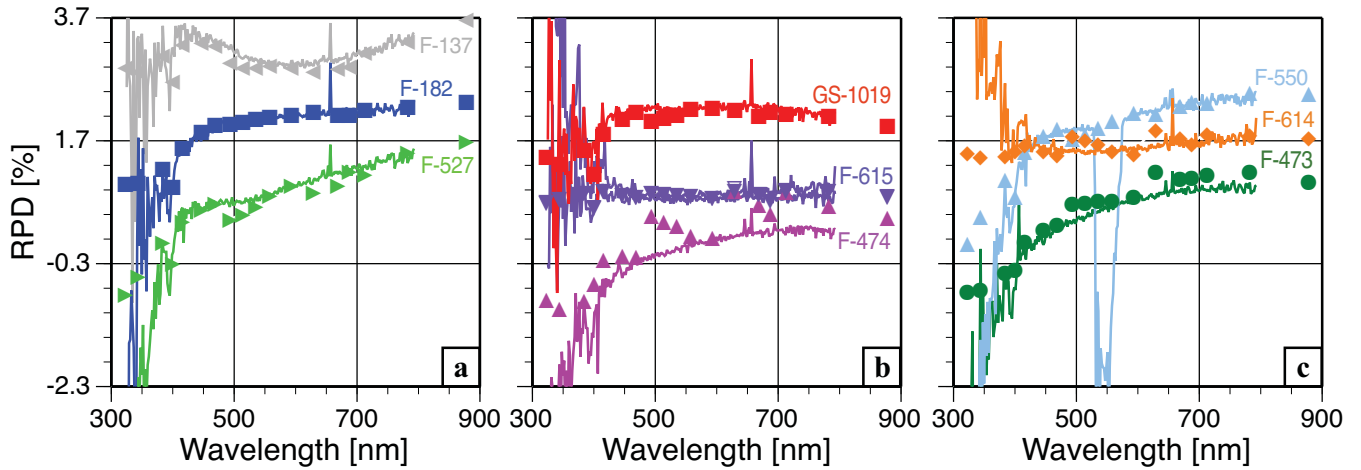 RPD [%]
3.7
1.7
-0.3
-2.3
F-137
F-182
F-527
a
300 500 700 900
Wavelength [nm]
GS-1019
F-615
F-474
b
300 500 700 900
Wavelength [nm]
F-550
F-614
F-473
c
300 500 700 900
Wavelength [nm]